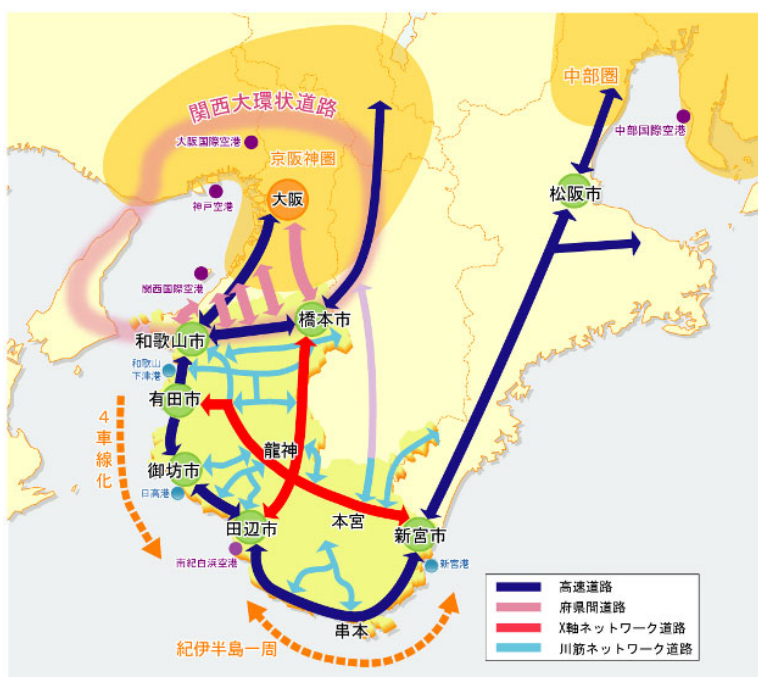 中部圏
関西大環状道路
中部国際空港
大阪国際空港
京阪神圏
大阪
松阪市
神戸空港
関西国際空港
橋本市
和歌山市
和歌山
下津港
有田市
4車線化
龍神
御坊市
日高港
本宮
田辺市
新宮市
南紀白浜空港
新宮港
串本
紀伊半島一周
高速道路
府県間道路
X軸ネットワーク道路
川筋ネットワーク道路